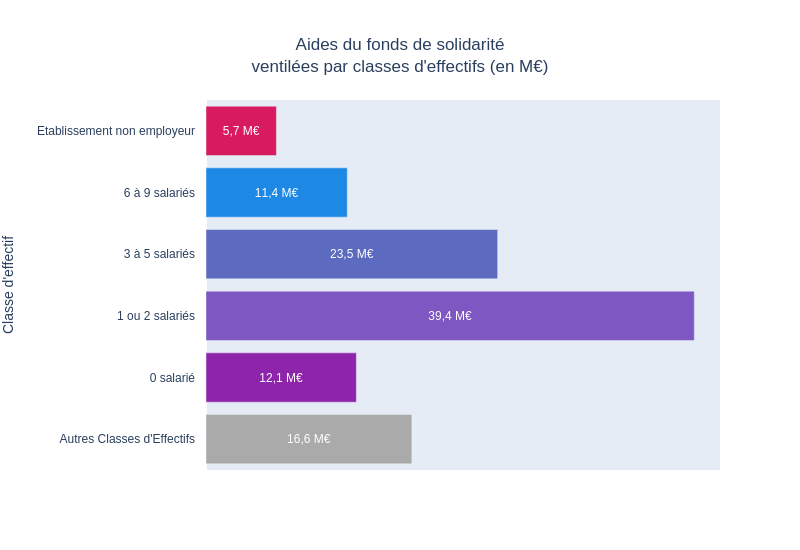 Aides du fonds de solidarité
ventilées par classes d'effectifs (en M€)
Classe d'effectif
Etablissement non employeur
5,7 M€
6 à 9 salariés
11,4 M€
3 à 5 salariés
23,5 M€
1 ou 2 salariés
39,4 M€
0 salarié
12,1 M€
Autres Classes d'Effectifs
16,6 M€